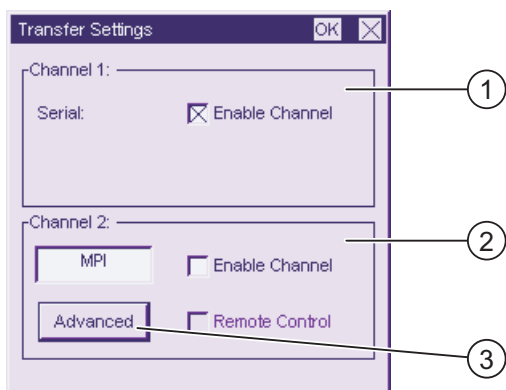 Transfer Settings OK
Channel 1:
1
Serial: Enable Channel
Channel 2:
2
MPI Enable Channel
Advanced Remote Control
3